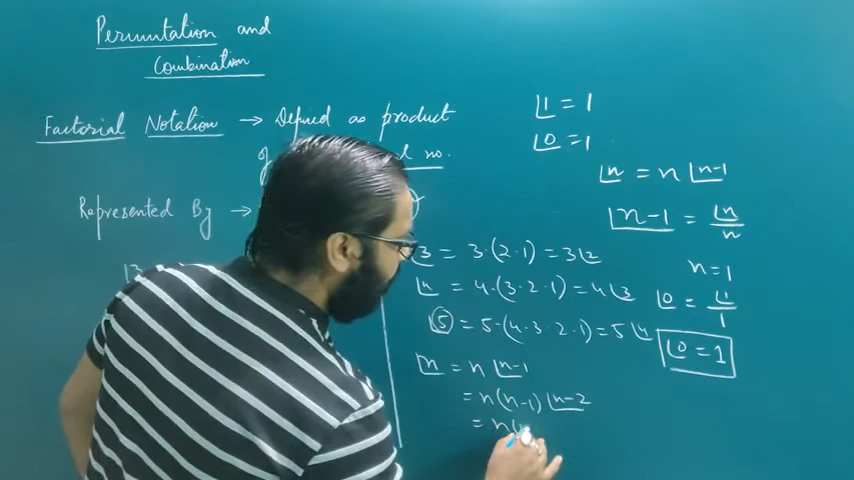 Permutation and
Combination
Factorial Notation → Defined as product
no.
Represented By →
⌊3 = 3·(2·1) = 3⌊2
⌊4 = 4·(3·2·1) = 4⌊3
⌊5 = 5·(4·3·2·1) = 5⌊4
⌊n = n ⌊n-1
= n(n-1) ⌊n-2
= n(
⌊1 = 1
⌊0 = 1
⌊n = n ⌊n-1
⌊n-1 = ⌊n / n
n=1
⌊0 = ⌊1 / 1
⌊0 = 1